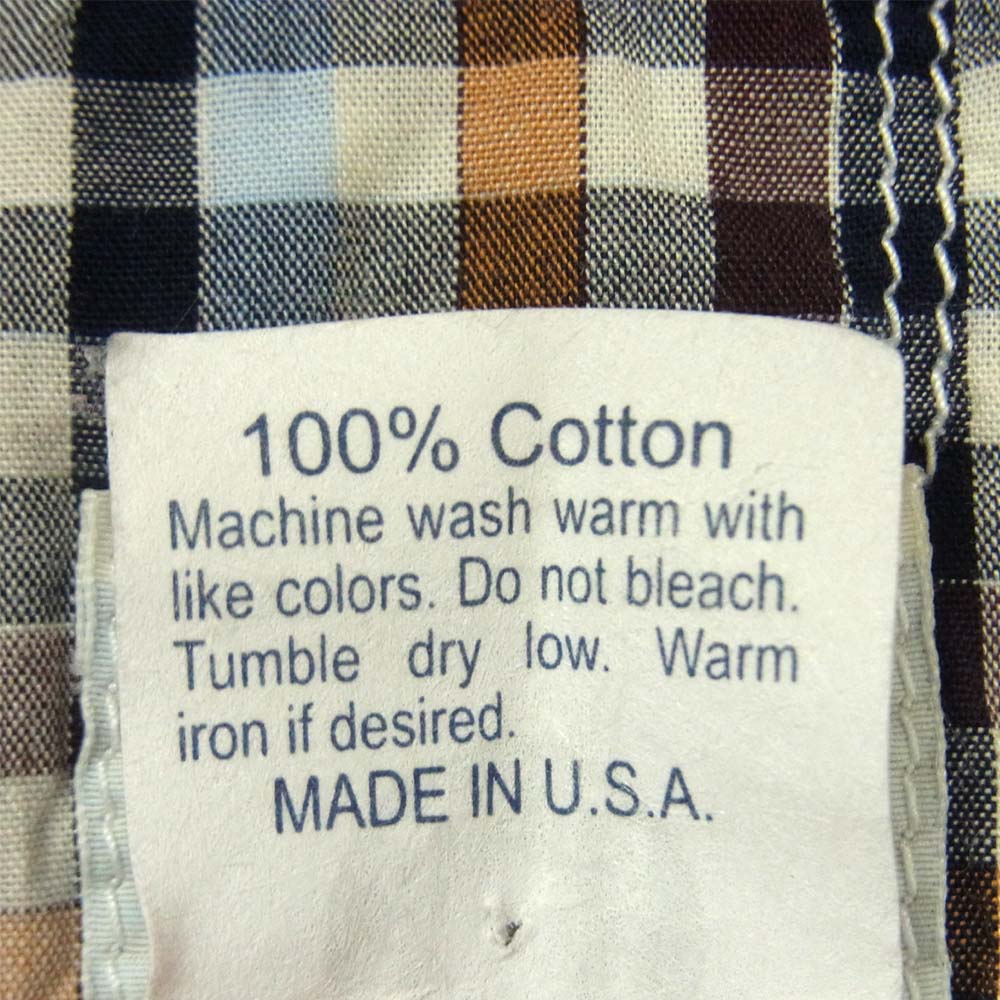 100% Cotton
Machine wash warm with
like colors. Do not bleach.
Tumble dry low. Warm
iron if desired.
MADE IN U.S.A.